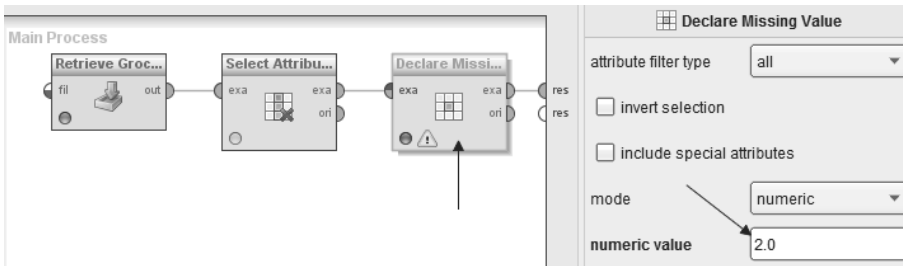 Main Process
Retrieve Groc...
fil
out
Select Attribu...
exa
exa
ori
Declare Missi...
exa
exa
ori
res
res
Declare Missing Value
attribute filter type
all
invert selection
include special attributes
mode
numeric
numeric value
2.0